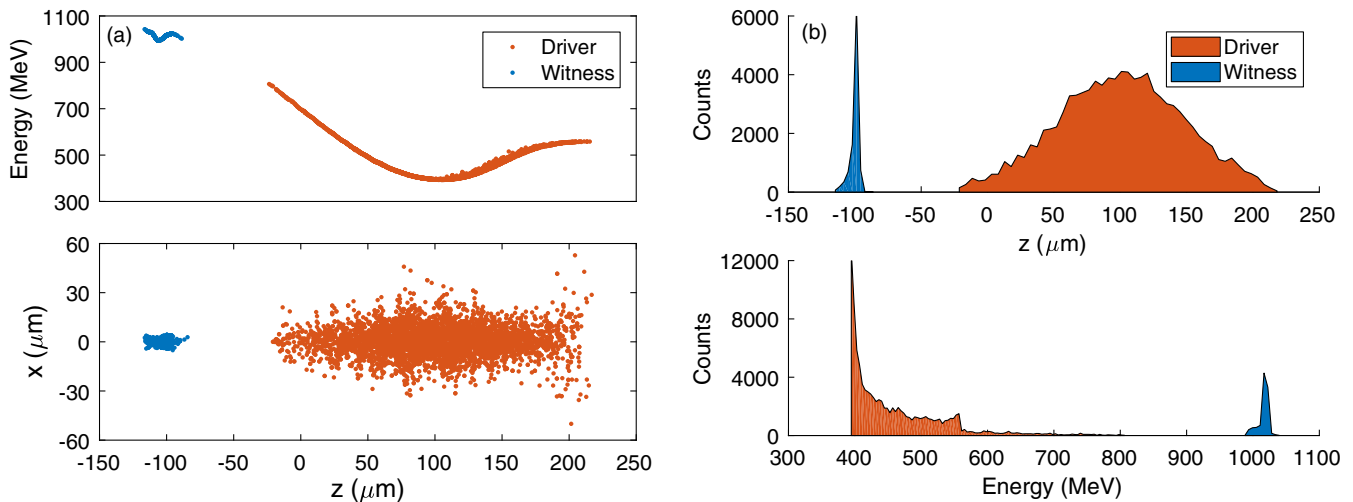 (a)
Energy (MeV)
1100
900
700
500
300
Driver
Witness
x (μm)
60
30
0
-30
-60
-150 -100 -50 0 50 100 150 200 250
z (μm)
(b)
Counts
6000
4000
2000
0
Driver
Witness
-150 -100 -50 0 50 100 150 200 250
z (μm)
Counts
12000
8000
4000
0
300 400 500 600 700 800 900 1000 1100
Energy (MeV)